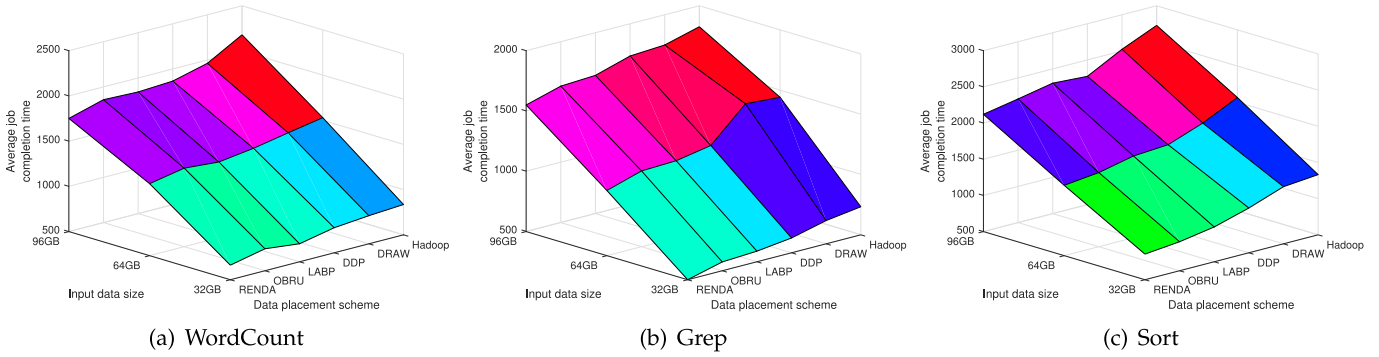 2500
2000
1500
1000
500
Average job
completion time
96GB
64GB
32GB
Input data size
RENDA
OBRU
LABP
DDP
DRAW
Hadoop
Data placement scheme
(a) WordCount
2000
1500
1000
500
Average job
completion time
96GB
64GB
32GB
Input data size
RENDA
OBRU
LABP
DDP
DRAW
Hadoop
Data placement scheme
(b) Grep
3000
2500
2000
1500
1000
500
Average job
completion time
96GB
64GB
32GB
Input data size
RENDA
OBRU
LABP
DDP
DRAW
Hadoop
Data placement scheme
(c) Sort